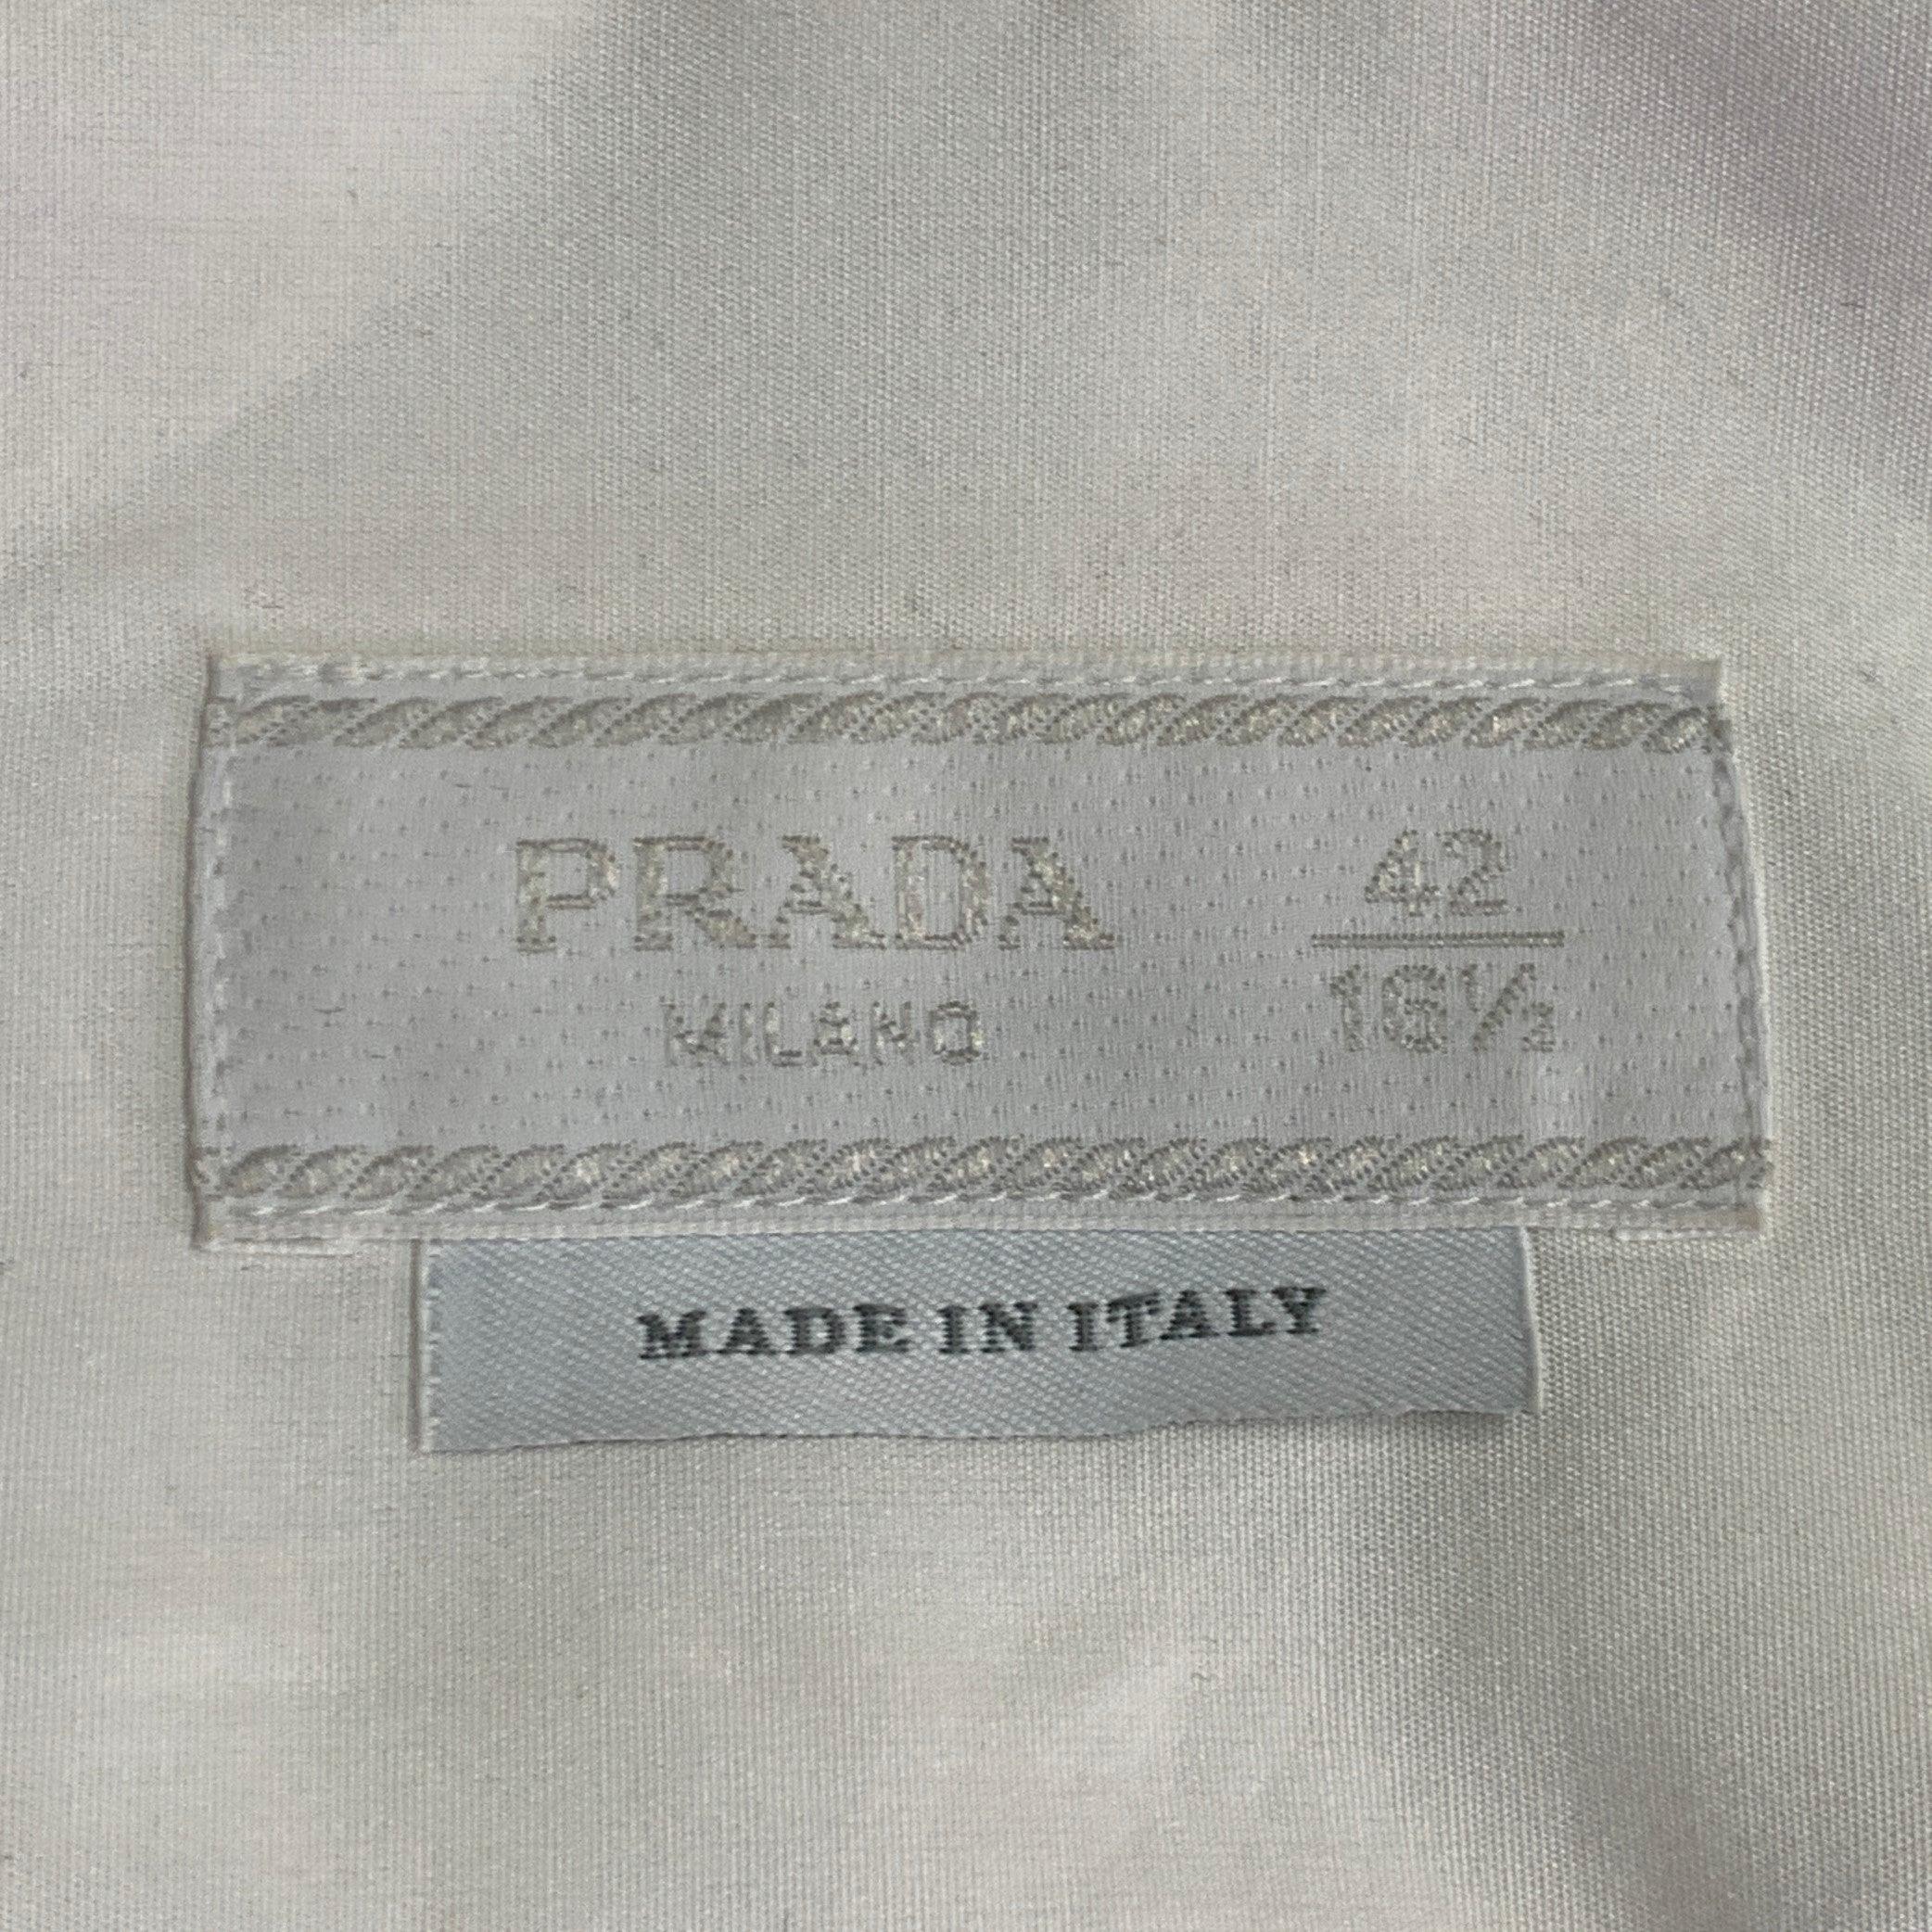 PRADA
MILANO
42
16½
MADE IN ITALY